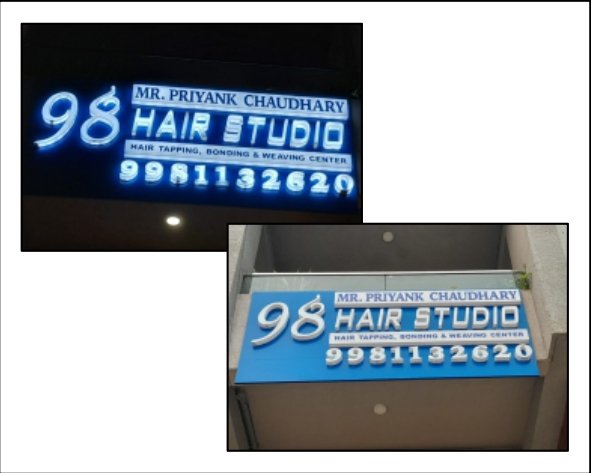 98
MR. PRIYANK CHAUDHARY
HAIR STUDIO
HAIR TAPPING, BONDING & WEAVING CENTER
9981132620
98
MR. PRIYANK CHAUDHARY
HAIR STUDIO
HAIR TAPPING, BONDING & WEAVING CENTER
9981132620